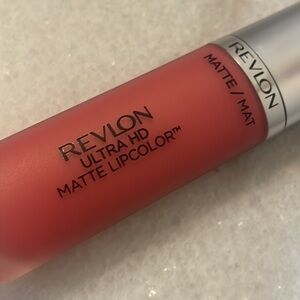 REVLON
ULTRA HD
MATTE LIPCOLOR™
MATTE / MAT
REVLON